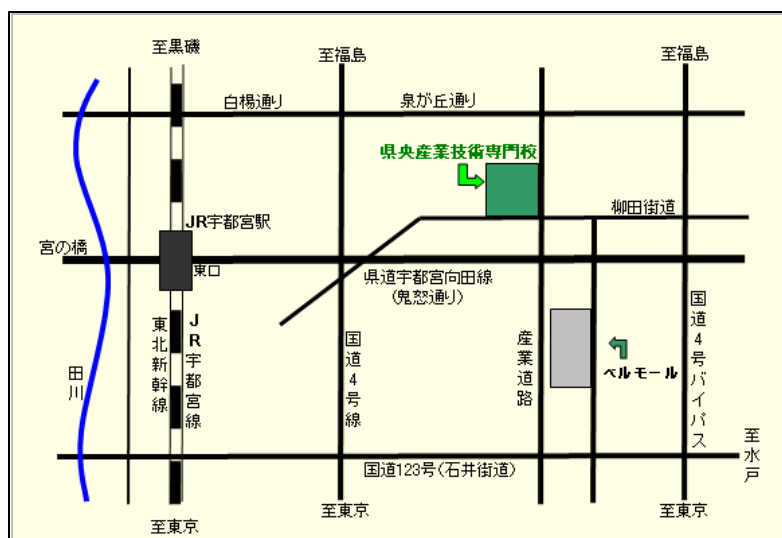 至黒磯
至福島
至福島
白楊通り
泉が丘通り
県央産業技術専門校
柳田街道
JR宇都宮駅
宮の橋
東口
県道宇都宮向田線
(鬼怒通り)
田川
東北新幹線
JR宇都宮線
国道4号線
産業道路
ベルモール
国道4号バイパス
至水戸
国道123号(石井街道)
至東京
至東京
至東京